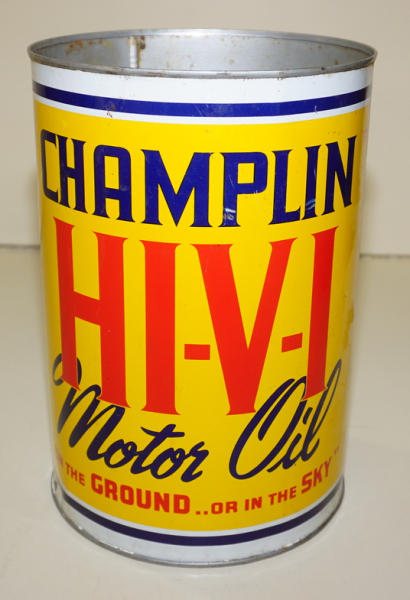 CHAMPLIN
HI-V-I
Motor Oil
THE GROUND..OR IN THE SKY"